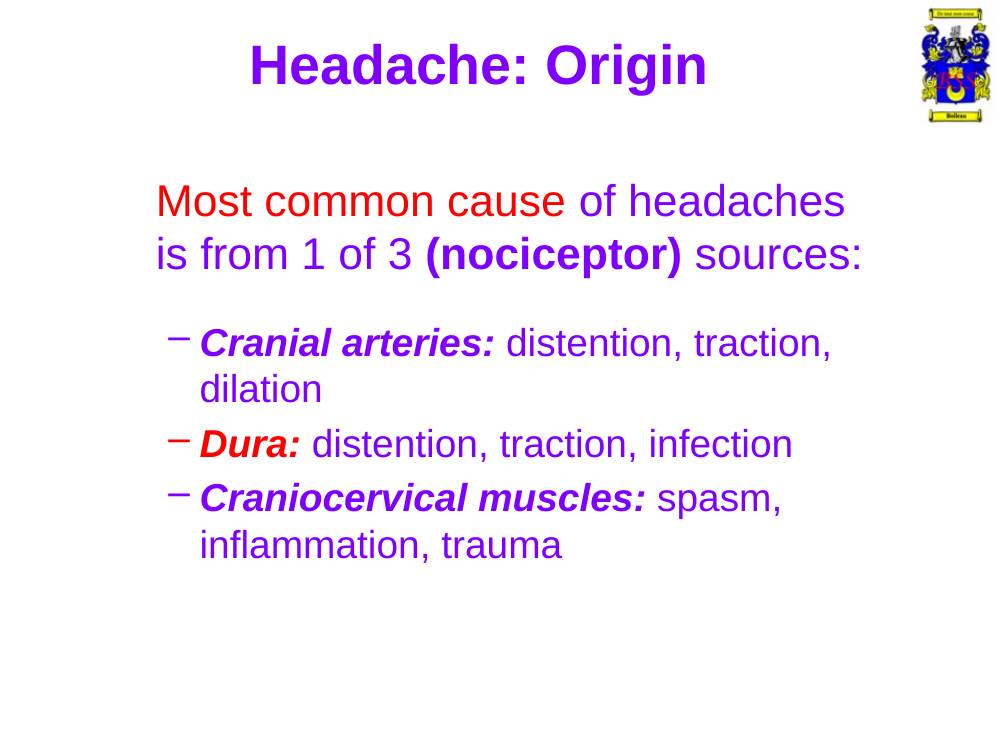 Headache: Origin
Most common cause of headaches
is from 1 of 3 (nociceptor) sources:
– Cranial arteries: distention, traction,
dilation
– Dura: distention, traction, infection
– Craniocervical muscles: spasm,
inflammation, trauma
Boileau